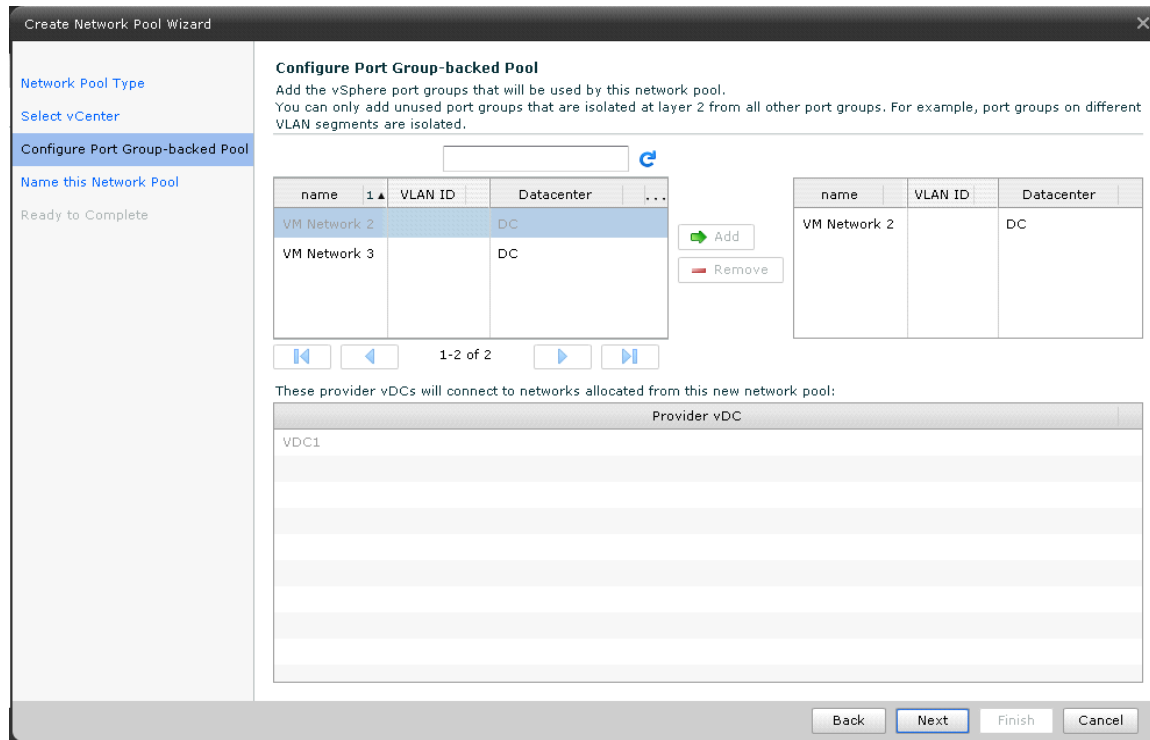 Create Network Pool Wizard
Network Pool Type
Select vCenter
Configure Port Group-backed Pool
Name this Network Pool
Ready to Complete
Configure Port Group-backed Pool
Add the vSphere port groups that will be used by this network pool.
You can only add unused port groups that are isolated at layer 2 from all other port groups. For example, port groups on different
VLAN segments are isolated.
name 1 ▲ VLAN ID Datacenter ...
VM Network 2 DC
VM Network 3 DC
Add
Remove
name VLAN ID Datacenter
VM Network 2 DC
1-2 of 2
These provider vDCs will connect to networks allocated from this new network pool:
Provider vDC
VDC1
Back Next Finish Cancel